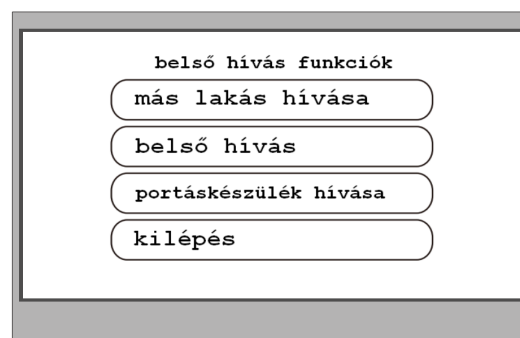 belső hívás funkciók
más lakás hívása
belső hívás
portáskészülék hívása
kilépés